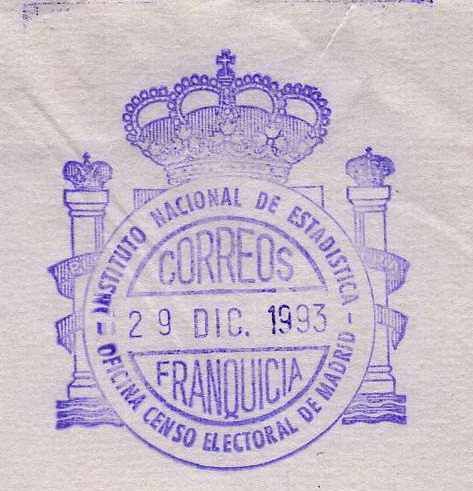 INSTITUTO NACIONAL DE ESTADISTICA
CORREOS
29 DIC. 1993
FRANQUICIA
- OFICINA CENSO ELECTORAL DE MADRID -